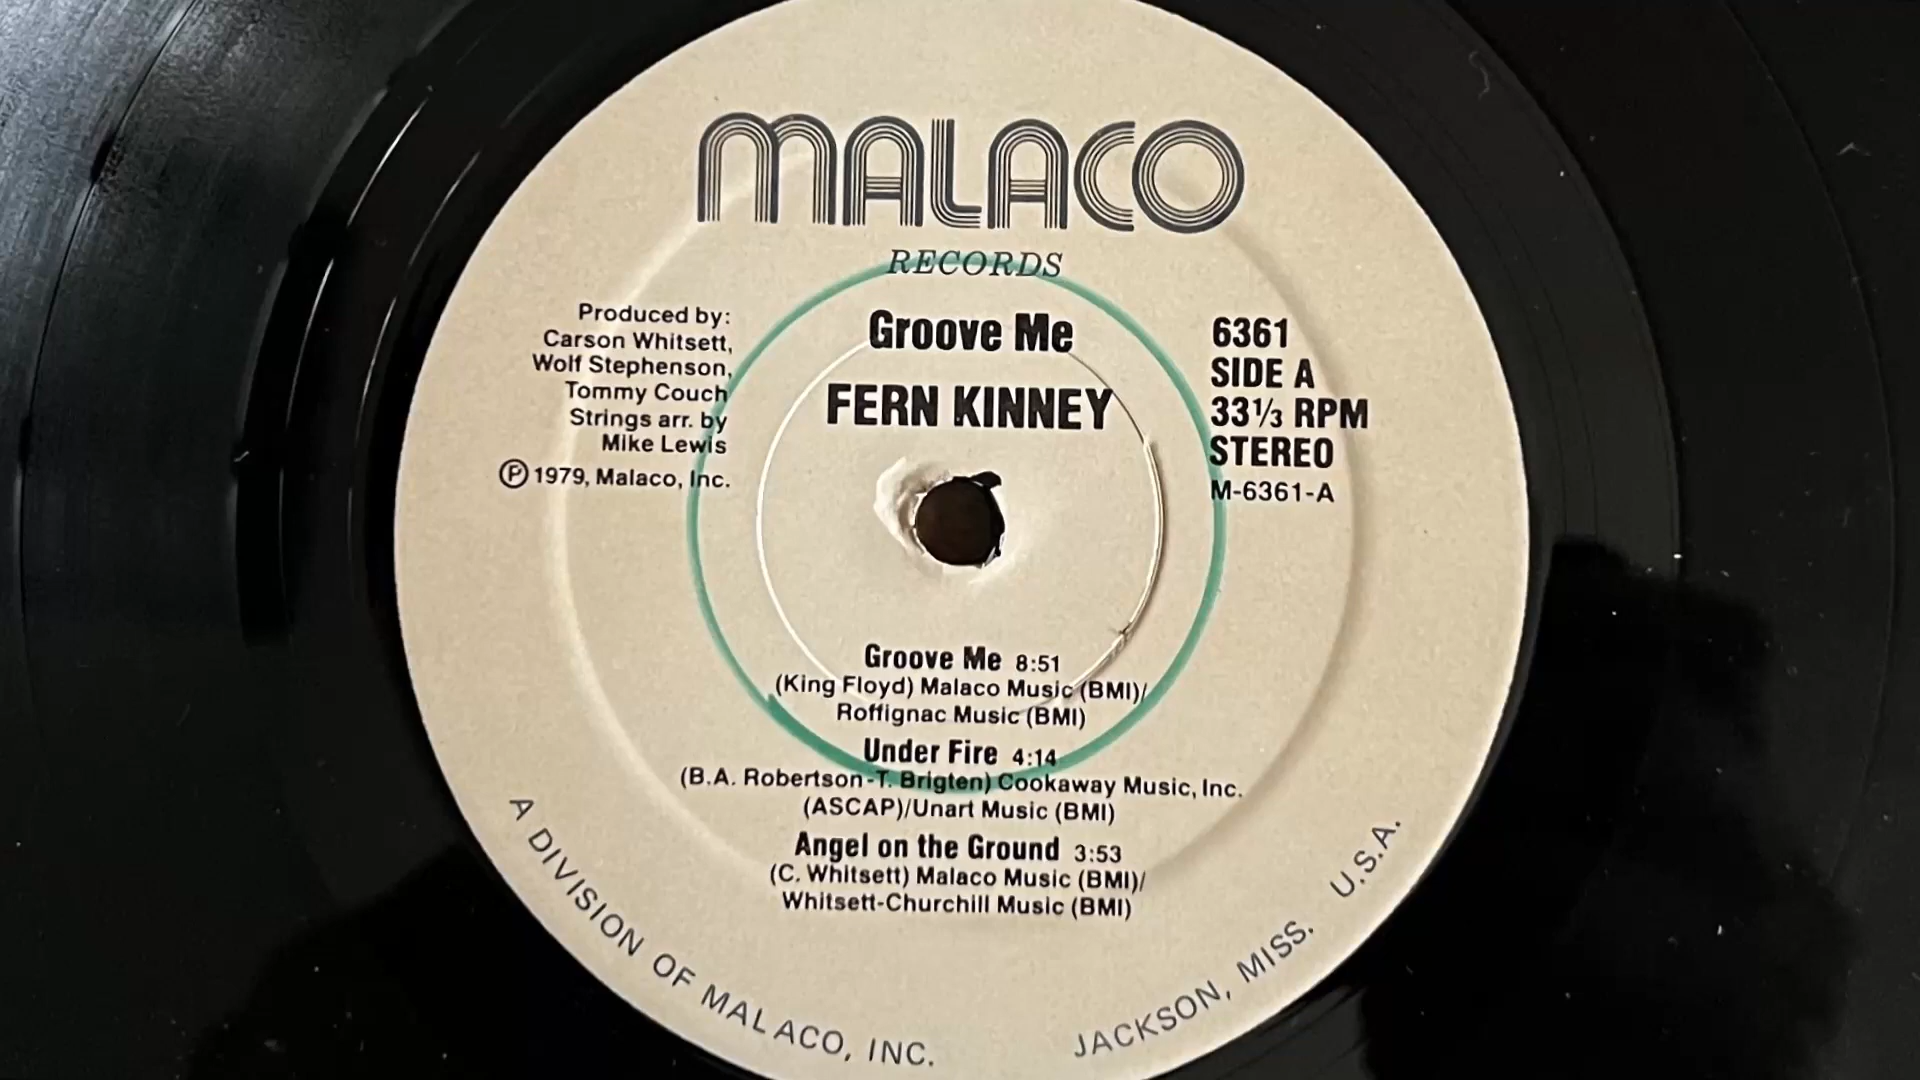 MALACO
RECORDS
Groove Me
FERN KINNEY
Produced by:
Carson Whitsett,
Wolf Stephenson,
Tommy Couch
Strings arr. by
Mike Lewis
Ⓟ 1979, Malaco, Inc.
6361
SIDE A
33⅓ RPM
STEREO
M-6361-A
Groove Me 8:51
(King Floyd) Malaco Music (BMI)/
Roffignac Music (BMI)
Under Fire 4:14
(B.A. Robertson-T. Brigten) Cookaway Music, Inc.
(ASCAP)/Unart Music (BMI)
Angel on the Ground 3:53
(C. Whitsett) Malaco Music (BMI)/
Whitsett-Churchill Music (BMI)
A DIVISION OF MALACO, INC.
JACKSON, MISS. U.S.A.